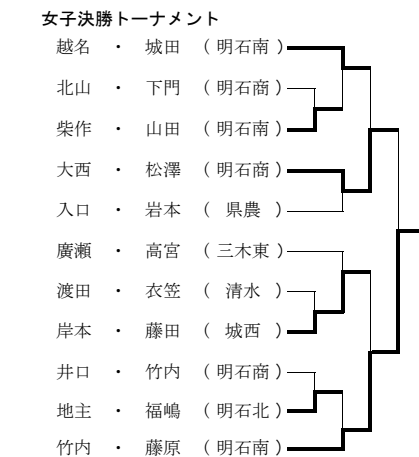 女子決勝トーナメント
越名 ・ 城田 ( 明石南 )
北山 ・ 下門 ( 明石商 )
柴作 ・ 山田 ( 明石南 )
大西 ・ 松澤 ( 明石商 )
入口 ・ 岩本 ( 県農 )
廣瀬 ・ 高宮 ( 三木東 )
渡田 ・ 衣笠 ( 清水 )
岸本 ・ 藤田 ( 城西 )
井口 ・ 竹内 ( 明石商 )
地主 ・ 福嶋 ( 明石北 )
竹内 ・ 藤原 ( 明石南 )